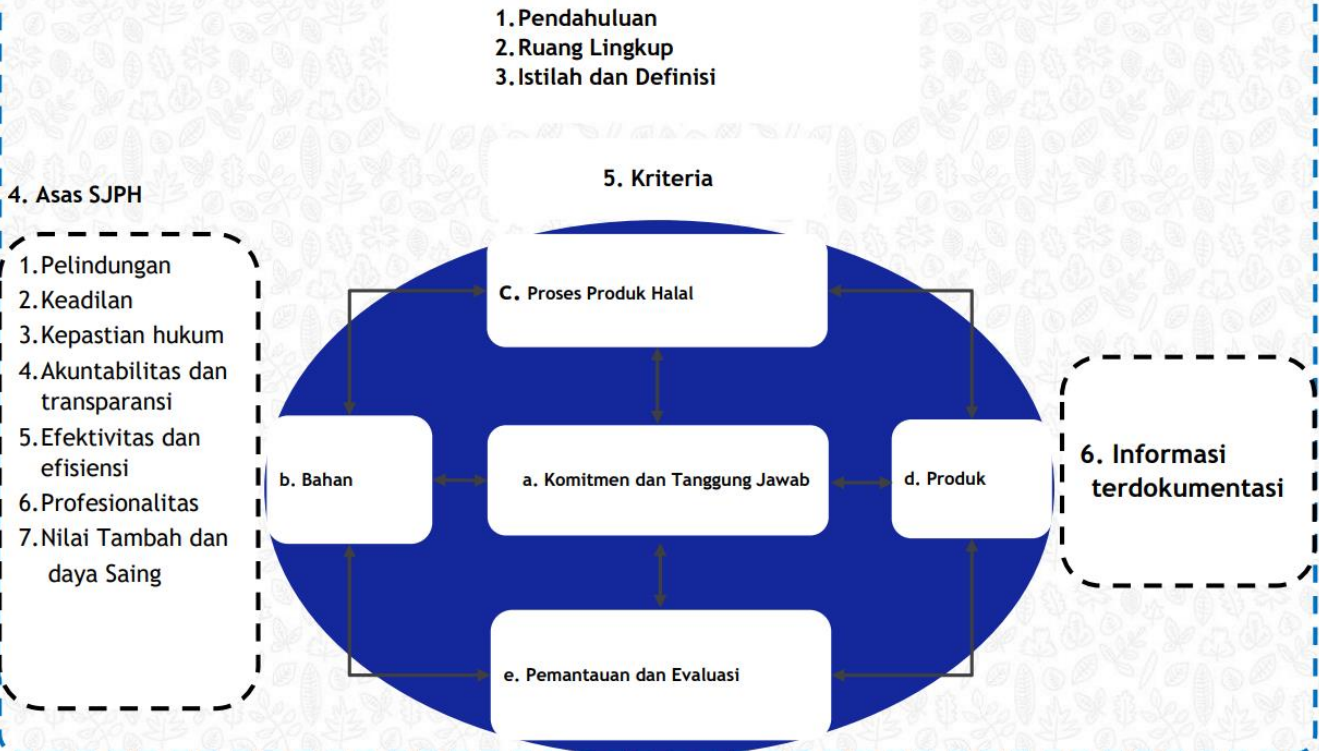 1.Pendahuluan
2.Ruang Lingkup
3.Istilah dan Definisi
5. Kriteria
4. Asas SJPH
1.Pelindungan
2.Keadilan
3.Kepastian hukum
4.Akuntabilitas dan
transparansi
5.Efektivitas dan
efisiensi
6.Profesionalitas
7.Nilai Tambah dan
daya Saing
C. Proses Produk Halal
b. Bahan
a. Komitmen dan Tanggung Jawab
d. Produk
e. Pemantauan dan Evaluasi
6. Informasi
terdokumentasi